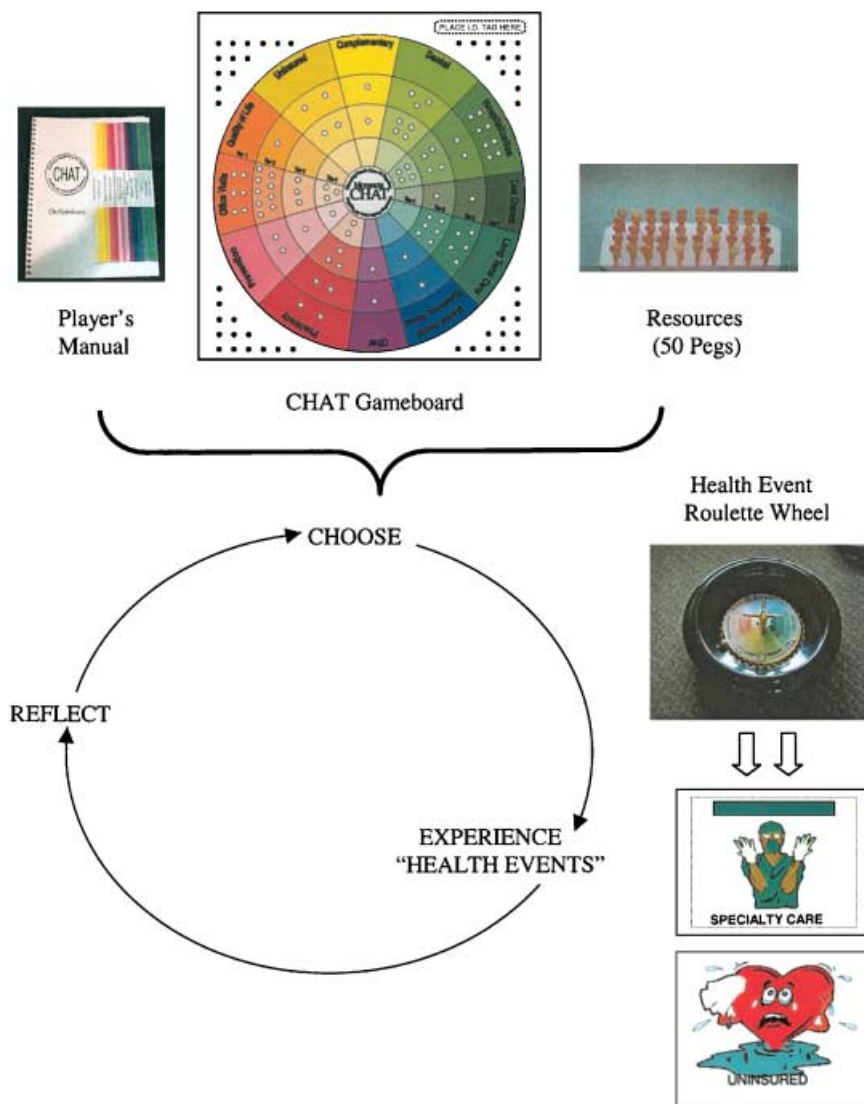 PLACE I.D. TAG HERE
Complementary
Dental
Uninsured
Quality of Life
Office Visits
Last Chance
Long Term Care
Prevention
Pharmacy
Other
CHAT
CHAT
Player's
Manual
CHAT Gameboard
Resources
(50 Pegs)
Health Event
Roulette Wheel
CHOOSE
REFLECT
EXPERIENCE
“HEALTH EVENTS”
SPECIALTY CARE
UNINSURED